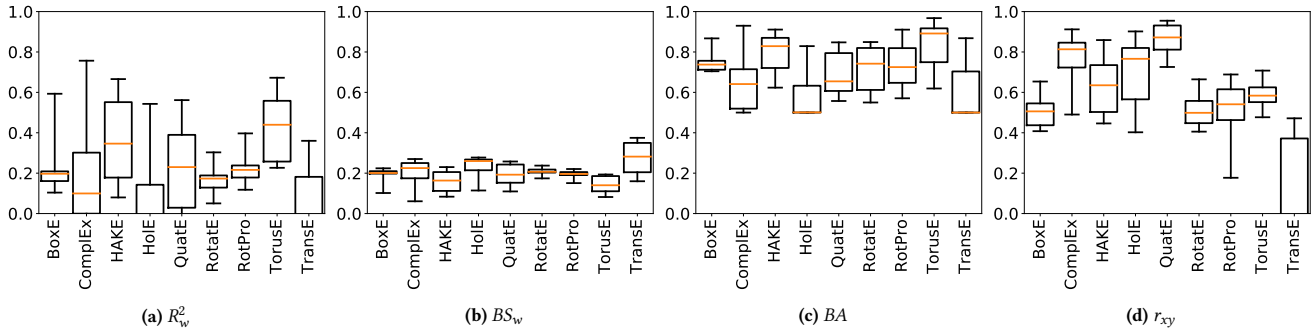 1.0
0.8
0.6
0.4
0.2
0.0
BoxE
ComplEx
HAKE
HolE
QuatE
RotatE
RotPro
TorusE
TransE
(a) R²w
1.0
0.8
0.6
0.4
0.2
0.0
BoxE
ComplEx
HAKE
HolE
QuatE
RotatE
RotPro
TorusE
TransE
(b) BSw
1.0
0.8
0.6
0.4
0.2
0.0
BoxE
ComplEx
HAKE
HolE
QuatE
RotatE
RotPro
TorusE
TransE
(c) BA
1.0
0.8
0.6
0.4
0.2
0.0
BoxE
ComplEx
HAKE
HolE
QuatE
RotatE
RotPro
TorusE
TransE
(d) rxy